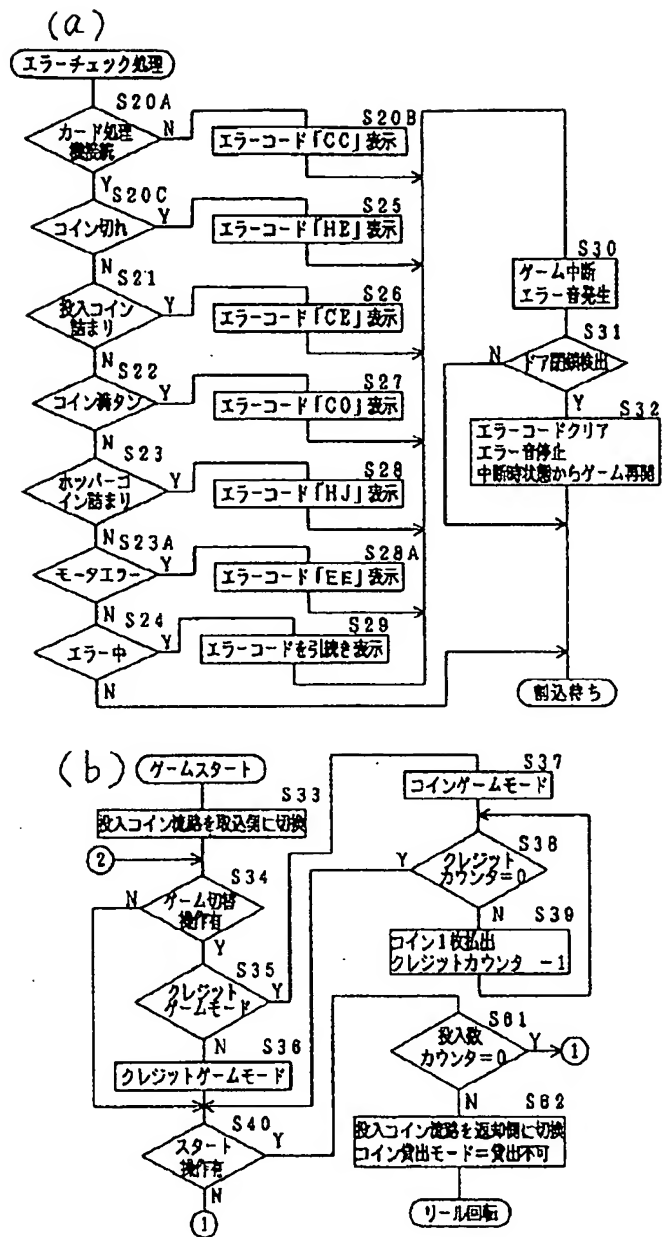 (a)
エラーチェック処理
S20A
カード処理
機接続
N
Y
S20B
エラーコード「CC」表示
S20C
コイン切れ
Y
N
S25
エラーコード「HE」表示
S21
投入コイン
詰まり
Y
N
S26
エラーコード「CE」表示
S22
コイン満タン
Y
N
S27
エラーコード「CO」表示
S23
ホッパーコ
イン詰まり
Y
N
S28
エラーコード「HJ」表示
S23A
モータエラー
Y
N
S28A
エラーコード「EE」表示
S24
エラー中
Y
N
S29
エラーコードを引続き表示
S30
ゲーム中断
エラー音発生
S31
ドア閉鎖検出
N
Y
S32
エラーコードクリア
エラー音停止
中断時状態からゲーム再開
割込待ち
(b)
ゲームスタート
S33
投入コイン流路を取込側に切換
②
S34
ゲーム切替
操作有
N
Y
S35
クレジット
ゲームモード
Y
N
S36
クレジットゲームモード
S40
スタート
操作有
Y
N
①
S37
コインゲームモード
S38
クレジット
カウンタ=0
Y
N
S39
コイン1枚払出
クレジットカウンタ −1
S61
投入数
カウンタ=0
Y
①
N
S62
投入コイン流路を返却側に切換
コイン貸出モード=貸出不可
リール回転